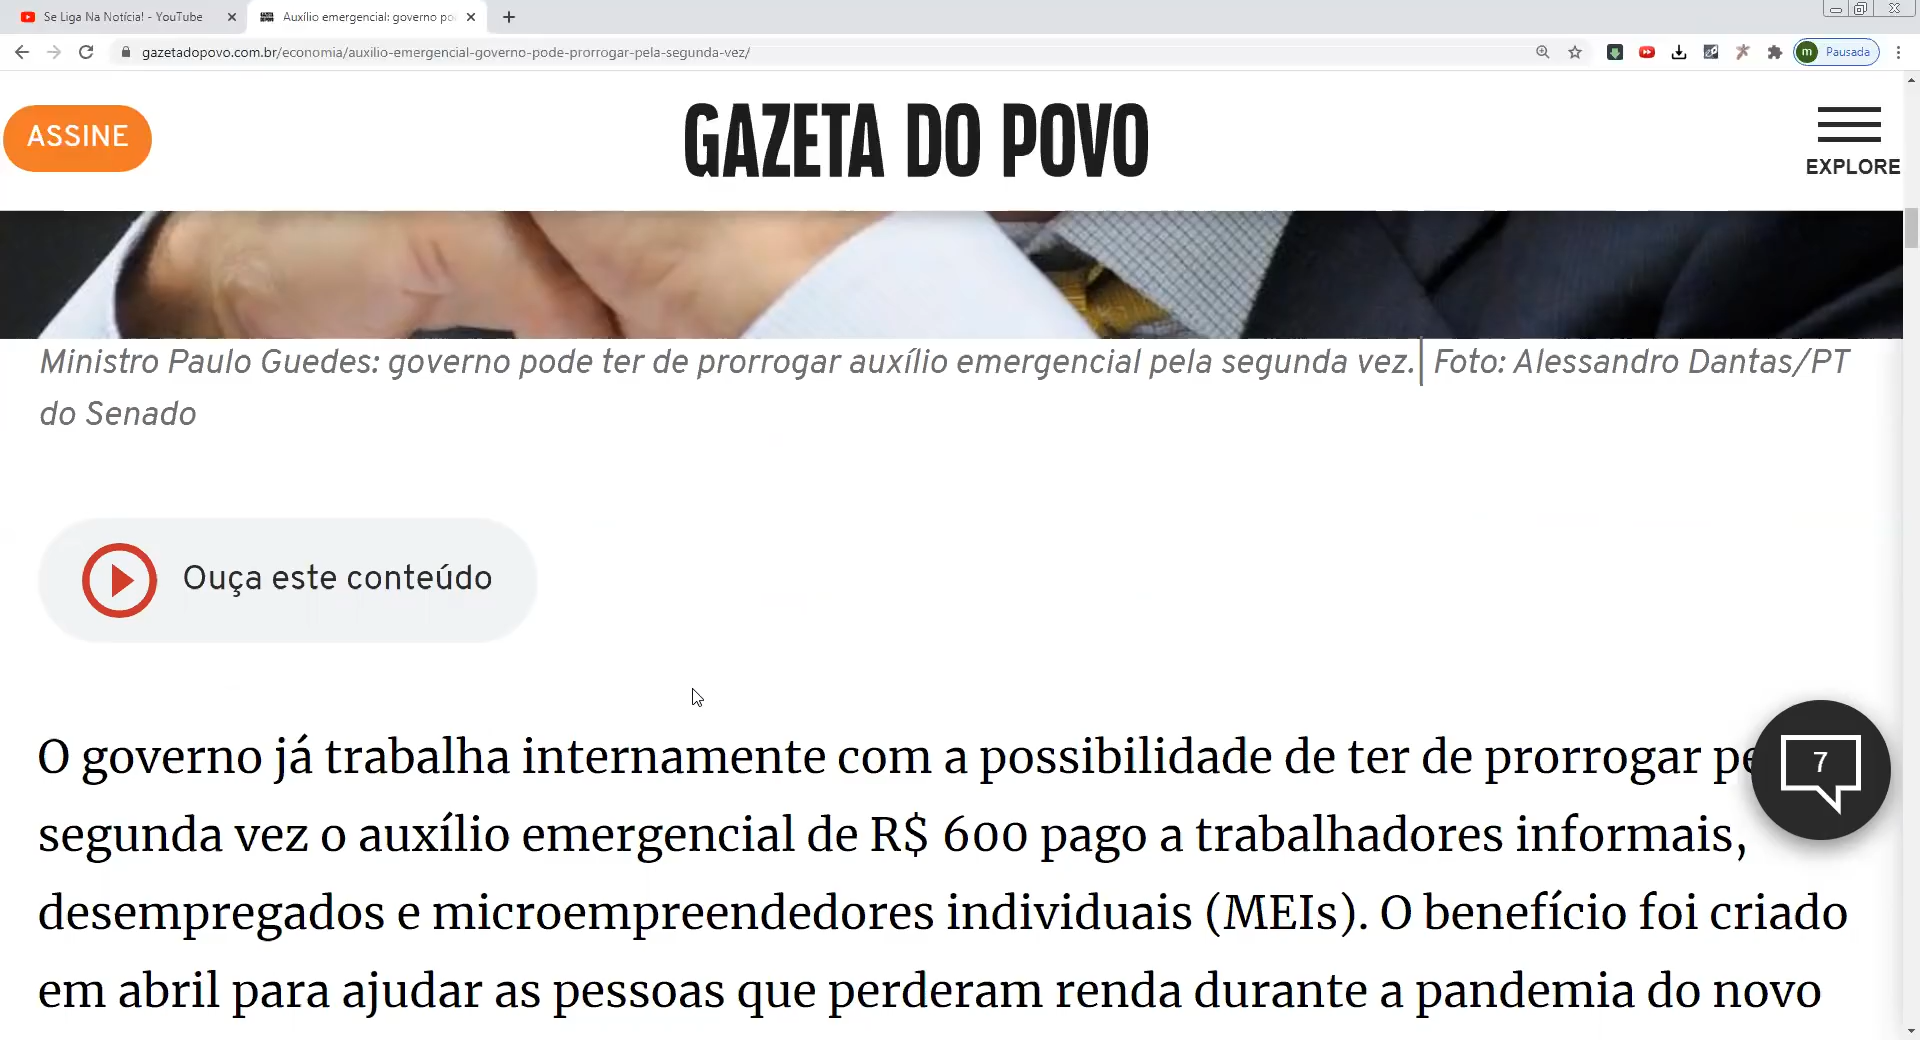 Se Liga Na Notícia! - YouTube
Auxílio emergencial: governo po
gazetadopovo.com.br/economia/auxilio-emergencial-governo-pode-prorrogar-pela-segunda-vez/
m Pausada
ASSINE
GAZETA DO POVO
EXPLORE
Ministro Paulo Guedes: governo pode ter de prorrogar auxílio emergencial pela segunda vez.| Foto: Alessandro Dantas/PT
do Senado
Ouça este conteúdo
O governo já trabalha internamente com a possibilidade de ter de prorrogar
7
segunda vez o auxílio emergencial de R$ 600 pago a trabalhadores informais,
desempregados e microempreendedores individuais (MEIs). O benefício foi criado
em abril para ajudar as pessoas que perderam renda durante a pandemia do novo